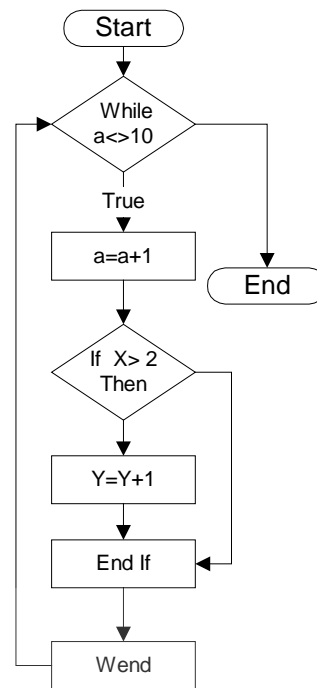 Start
While
a<>10
True
a=a+1
End
If X> 2
Then
Y=Y+1
End If
Wend